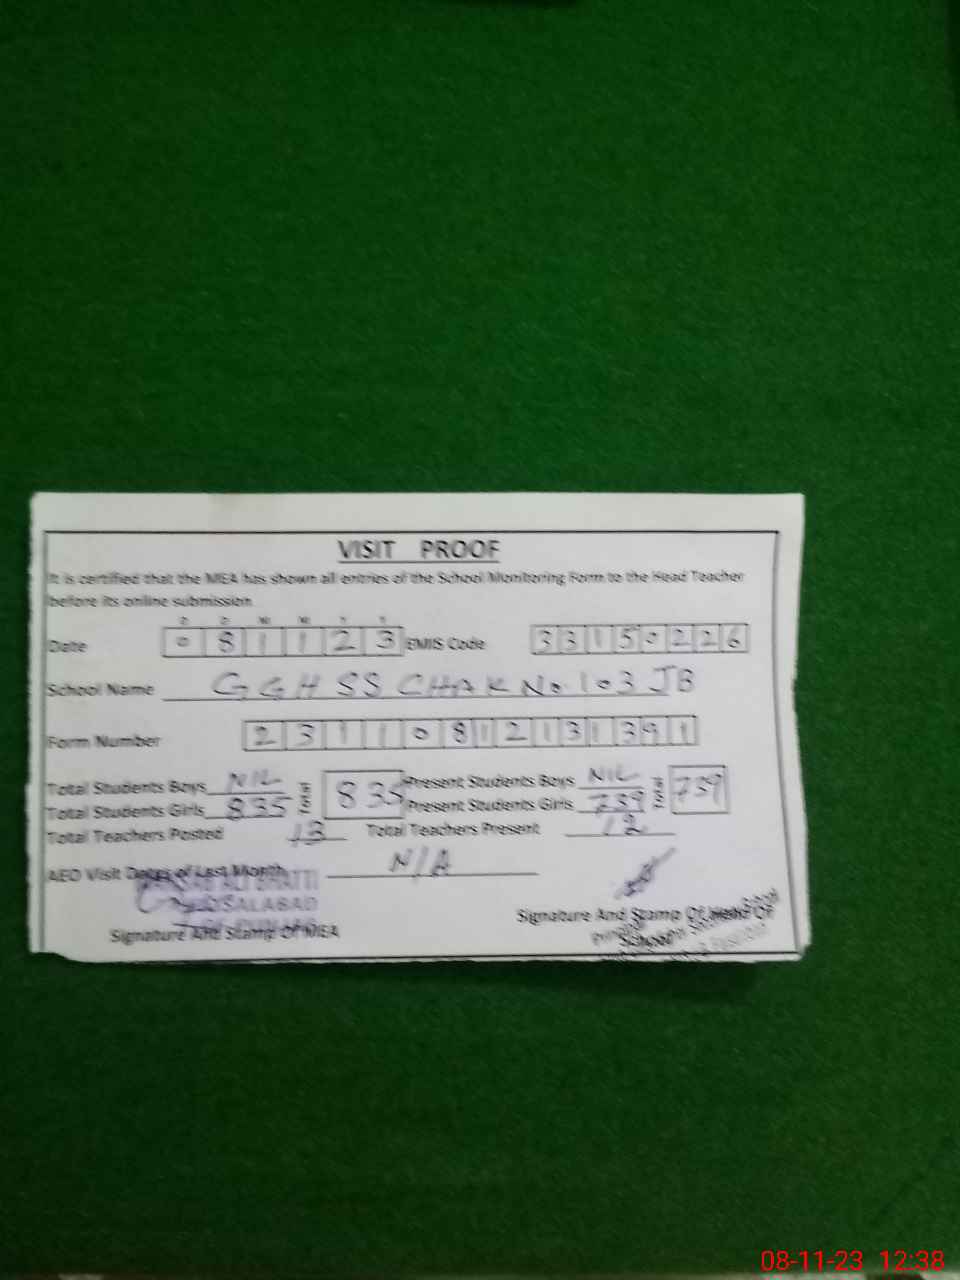 VISIT PROOF
It is certified that the MEA has shown all entries of the School Monitoring Form to the Head Teacher
before its online submission
D D M M Y Y
Date 0 8 1 1 2 3 EMIS Code 3 3 1 5 0 2 2 6
School Name GGHSS CHAK No. 103 JB
Form Number 2 3 1 1 0 8 1 2 1 3 1 3 9 1
Total Students Boys NIL Present Students Boys NIL
835 739
Total Students Girls 835 Present Students Girls 739
Total Teachers Posted 13 Total Teachers Present 12
AEO Visit Dates of Last Month N/A
ALI BHATTI
Signature And Stamp Of MEA
Signature And Stamp Of Head Of
School
08-11-23 12:38